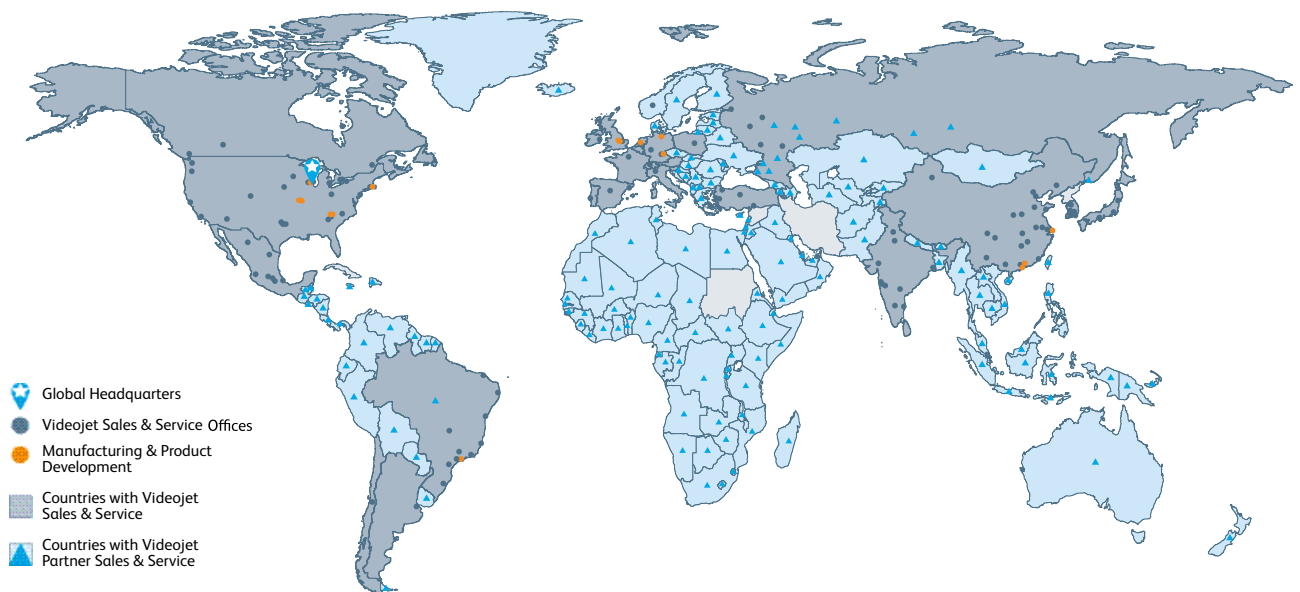 Global Headquarters
Videojet Sales & Service Offices
Manufacturing & Product
Development
Countries with Videojet
Sales & Service
Countries with Videojet
Partner Sales & Service